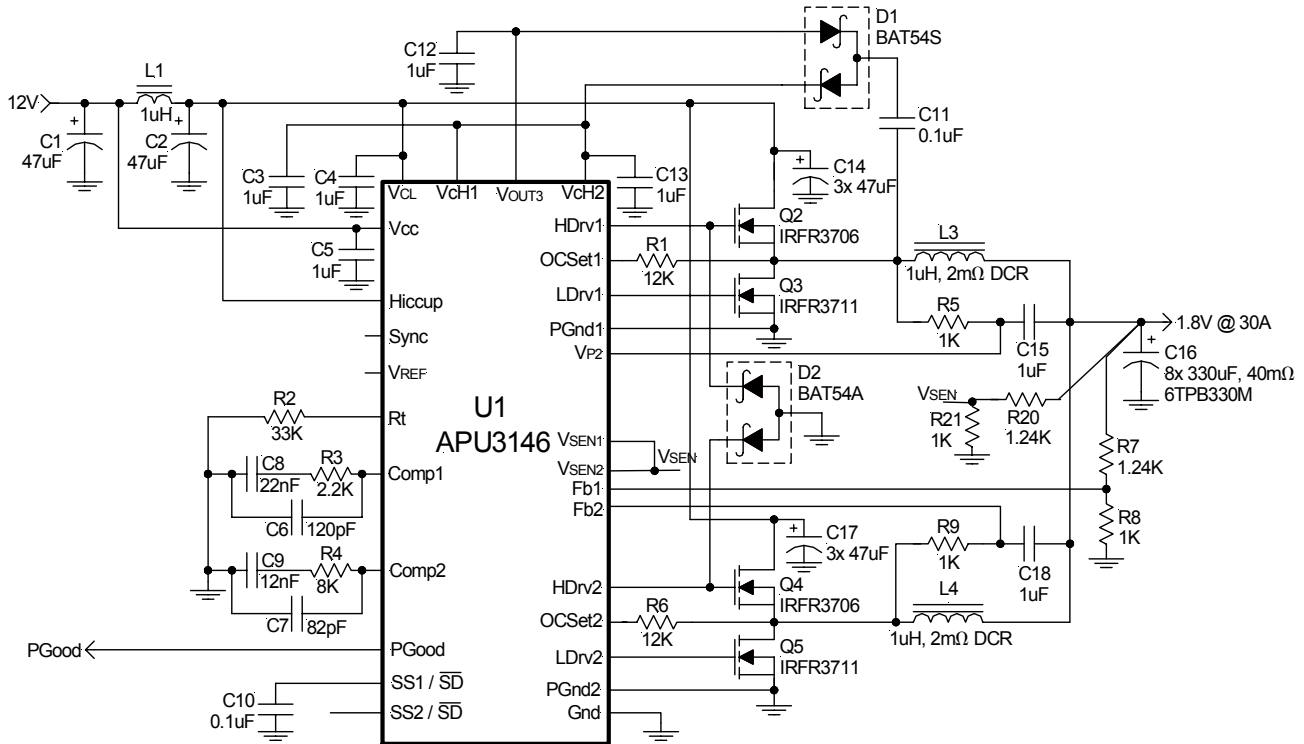 D1
BAT54S
C12
1uF
L1
12V
1uH
C1
47uF
C2
47uF
C11
0.1uF
C3
1uF
C4
1uF
C13
1uF
C14
3x 47uF
VCL
VcH1
VOUT3
VcH2
Vcc
C5
1uF
HDrv1
Q2
IRFR3706
R1
12K
OCSet1
L3
1uH, 2mΩ DCR
LDrv1
Q3
IRFR3711
Hiccup
R5
1K
C15
1uF
1.8V @ 30A
PGnd1
Sync
VP2
C16
8x 330uF, 40mΩ
6TPB330M
VREF
D2
BAT54A
R2
33K
Rt
U1
APU3146
VSEN
R21
1K
R20
1.24K
VSEN1
VSEN
VSEN2
R7
1.24K
C8
22nF
R3
2.2K
Comp1
Fb1
Fb2
R8
1K
C6
120pF
C17
3x 47uF
R9
1K
C18
1uF
C9
12nF
R4
8K
Comp2
HDrv2
Q4
IRFR3706
L4
1uH, 2mΩ DCR
C7
82pF
R6
12K
OCSet2
PGood
PGood
LDrv2
Q5
IRFR3711
SS1 / SD
PGnd2
C10
0.1uF
SS2 / SD
Gnd